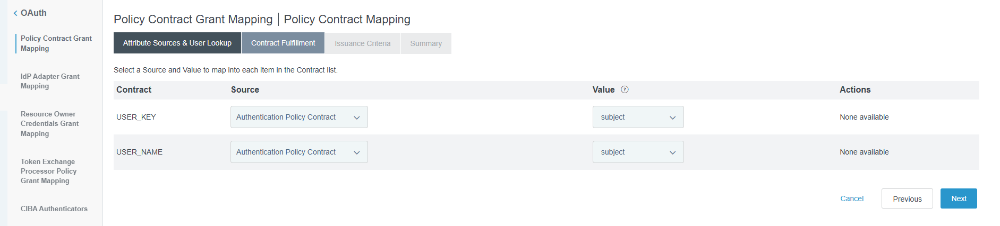 OAuth
Policy Contract Grant
Mapping
IdP Adapter Grant
Mapping
Resource Owner
Credentials Grant
Mapping
Token Exchange
Processor Policy
Grant Mapping
CIBA Authenticators
Policy Contract Grant Mapping | Policy Contract Mapping
Attribute Sources & User Lookup Contract Fulfillment Issuance Criteria Summary
Select a Source and Value to map into each item in the Contract list.
Contract Source Value ? Actions
USER_KEY Authentication Policy Contract subject None available
USER_NAME Authentication Policy Contract subject None available
Cancel Previous Next